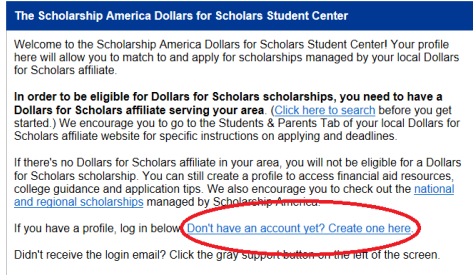 The Scholarship America Dollars for Scholars Student Center
Welcome to the Scholarship America Dollars for Scholars Student Center! Your profile
here will allow you to match to and apply for scholarships managed by your local Dollars
for Scholars affiliate.
In order to be eligible for Dollars for Scholars scholarships, you need to have a
Dollars for Scholars affiliate serving your area. (Click here to search before you get
started.) We encourage you to go to the Students & Parents Tab of your local Dollars for
Scholars affiliate website for specific instructions on applying and deadlines.
If there's no Dollars for Scholars affiliate in your area, you will not be eligible for a Dollars
for Scholars scholarship. You can still create a profile to access financial aid resources,
college guidance and application tips. We also encourage you to check out the national
and regional scholarships managed by Scholarship America.
If you have a profile, log in below. Don't have an account yet? Create one here.
Didn't receive the login email? Click the gray support button on the left of the screen.